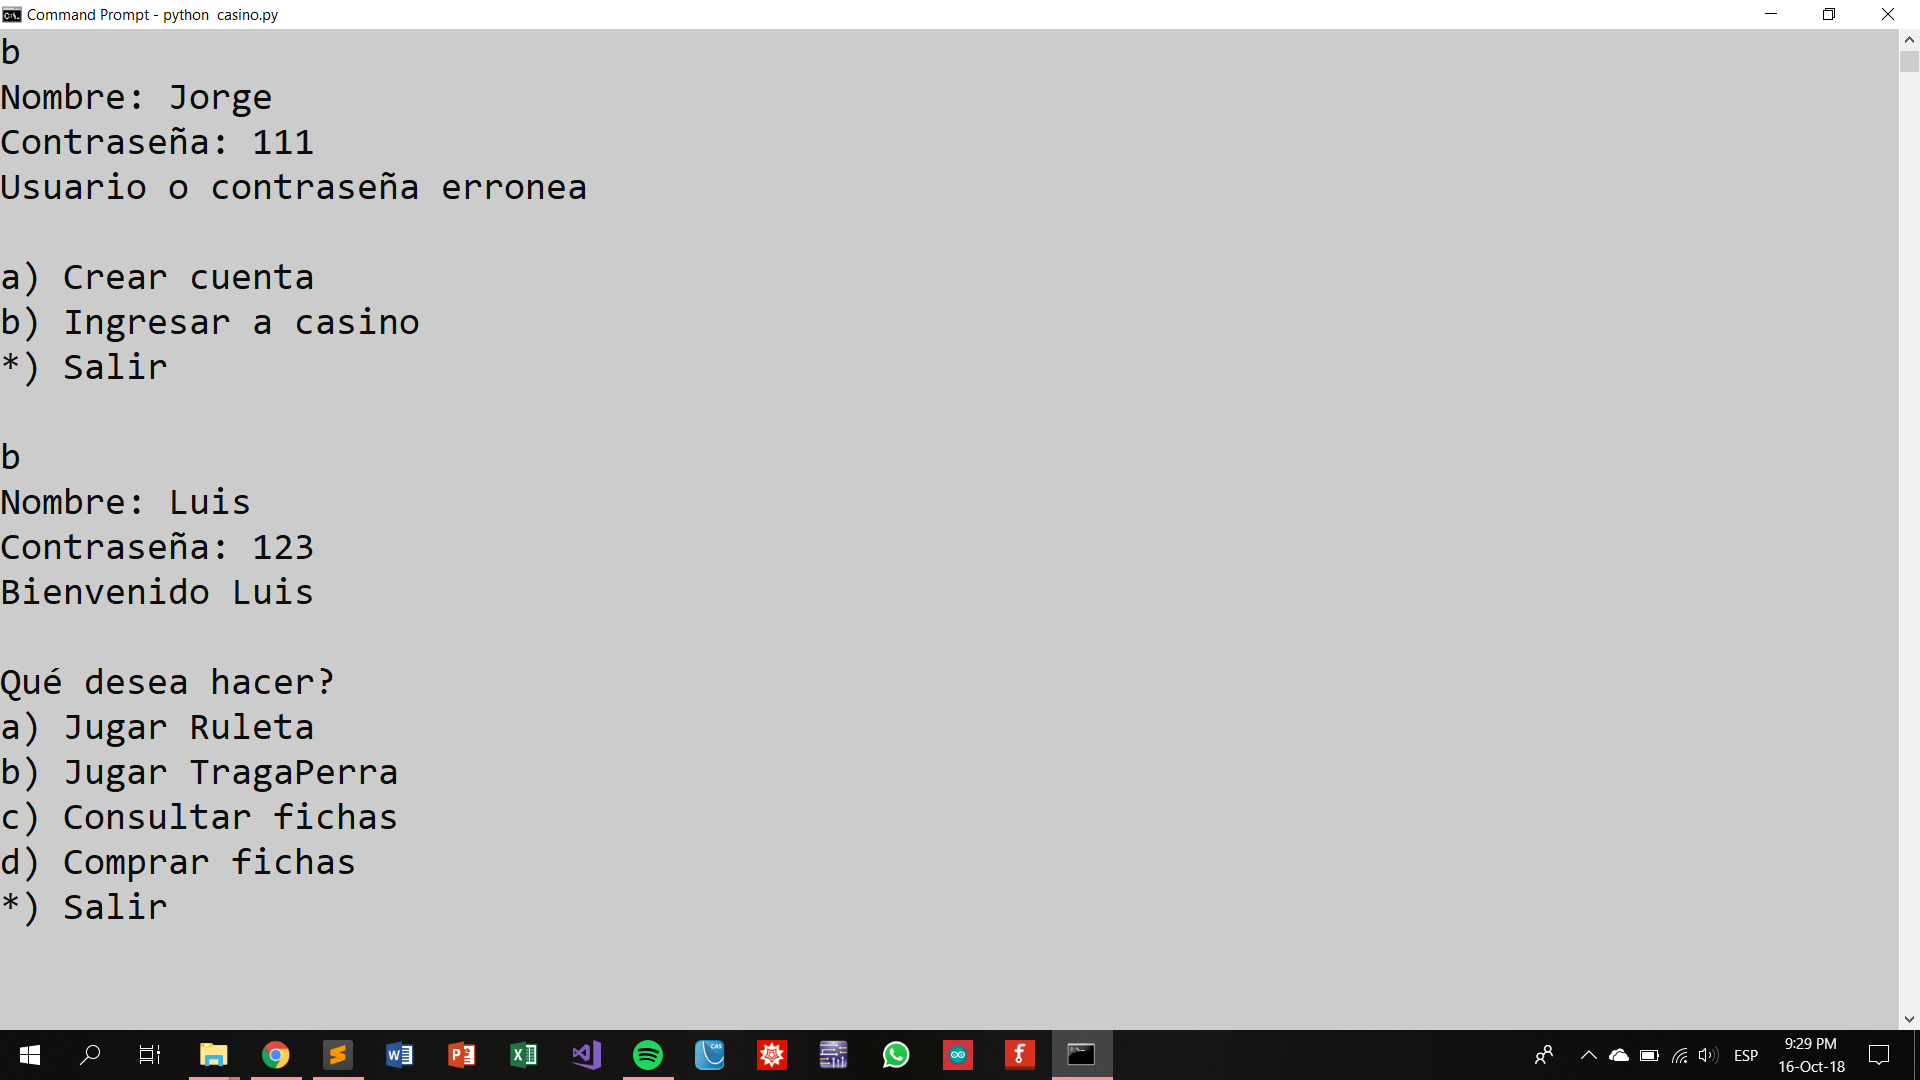 Command Prompt - python  casino.py
b
Nombre: Jorge
Contraseña: 111
Usuario o contraseña erronea
a) Crear cuenta
b) Ingresar a casino
*) Salir
b
Nombre: Luis
Contraseña: 123
Bienvenido Luis
Qué desea hacer?
a) Jugar Ruleta
b) Jugar TragaPerra
c) Consultar fichas
d) Comprar fichas
*) Salir
CAS
ESP
9:29 PM
16-Oct-18